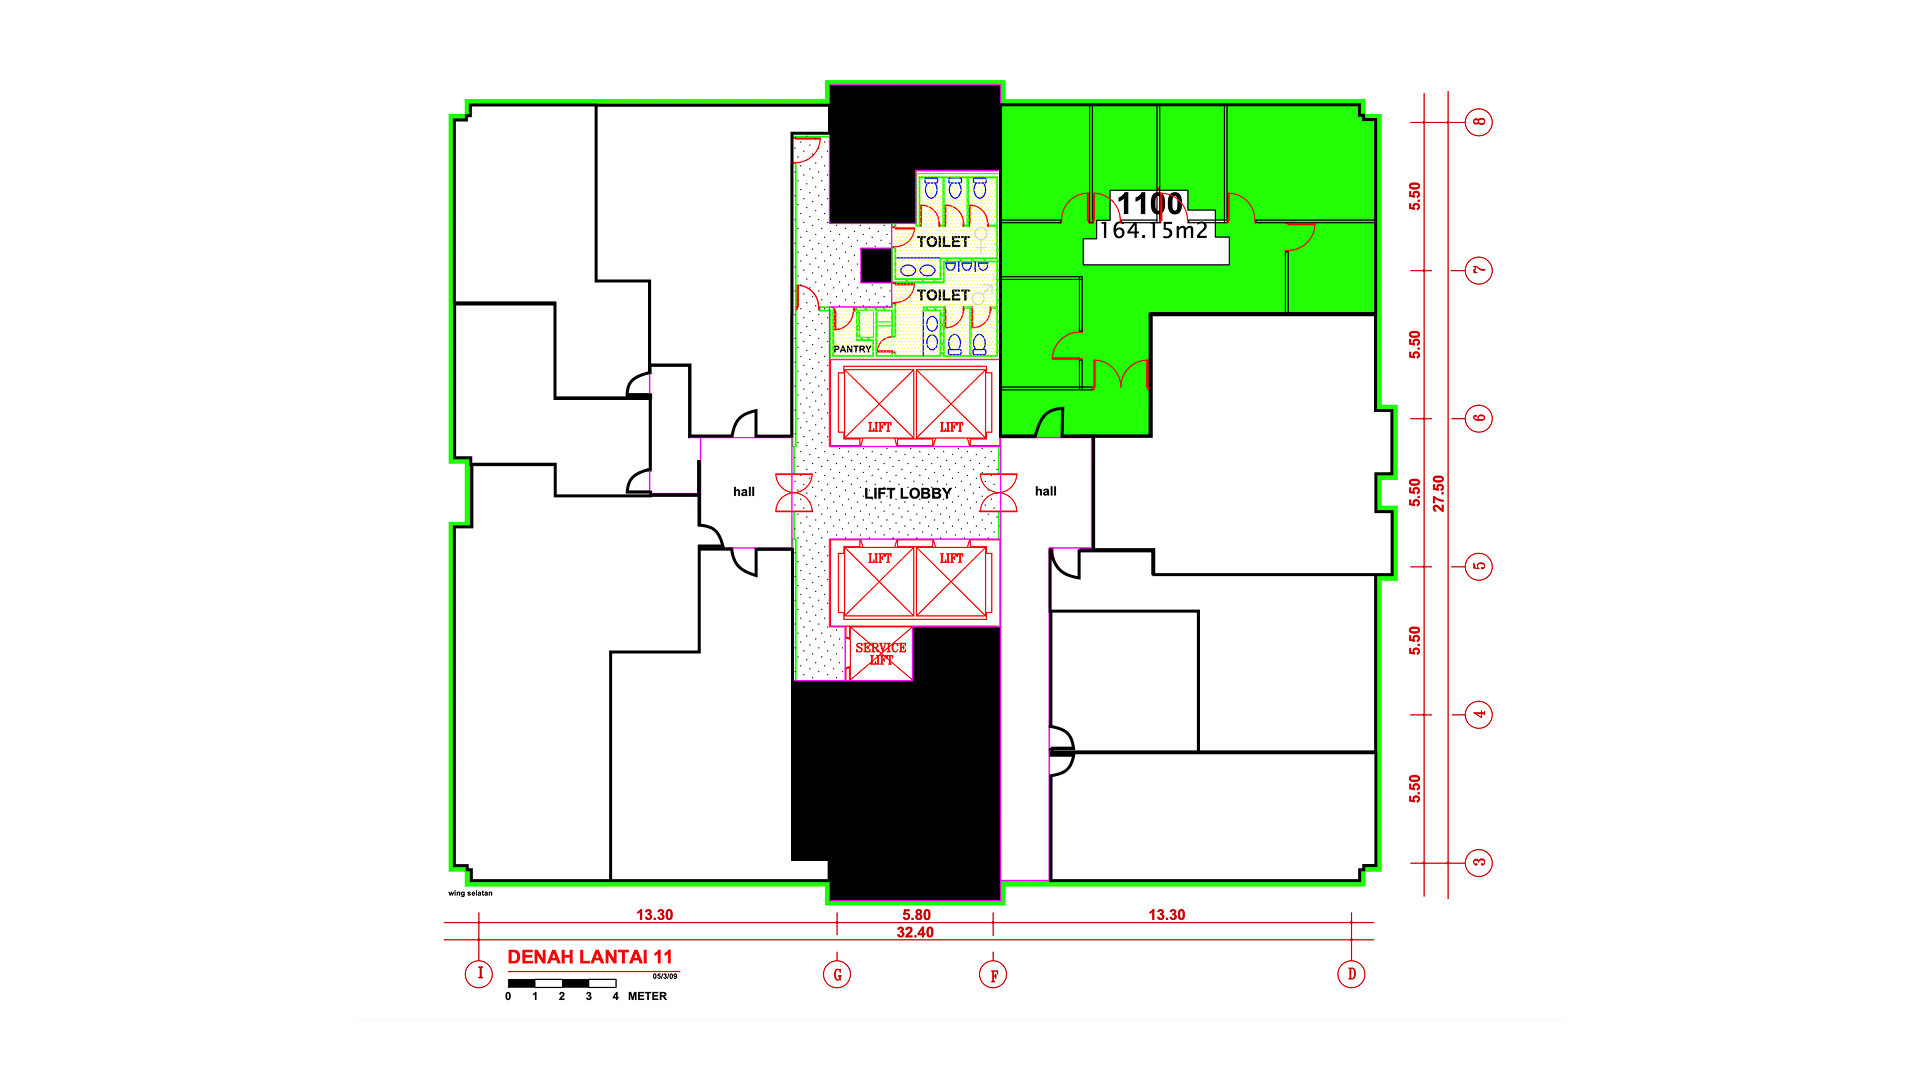 8
5.50
1100
164.15m2
TOILET
7
TOILET
5.50
PANTRY
6
LIFT
LIFT
hall
LIFT LOBBY
hall
5.50
27.50
LIFT
LIFT
5
SERVICE
LIFT
5.50
4
5.50
3
wing selatan
13.30
5.80
13.30
32.40
DENAH LANTAI 11
05/3/09
I
G
F
D
0 1 2 3 4 METER